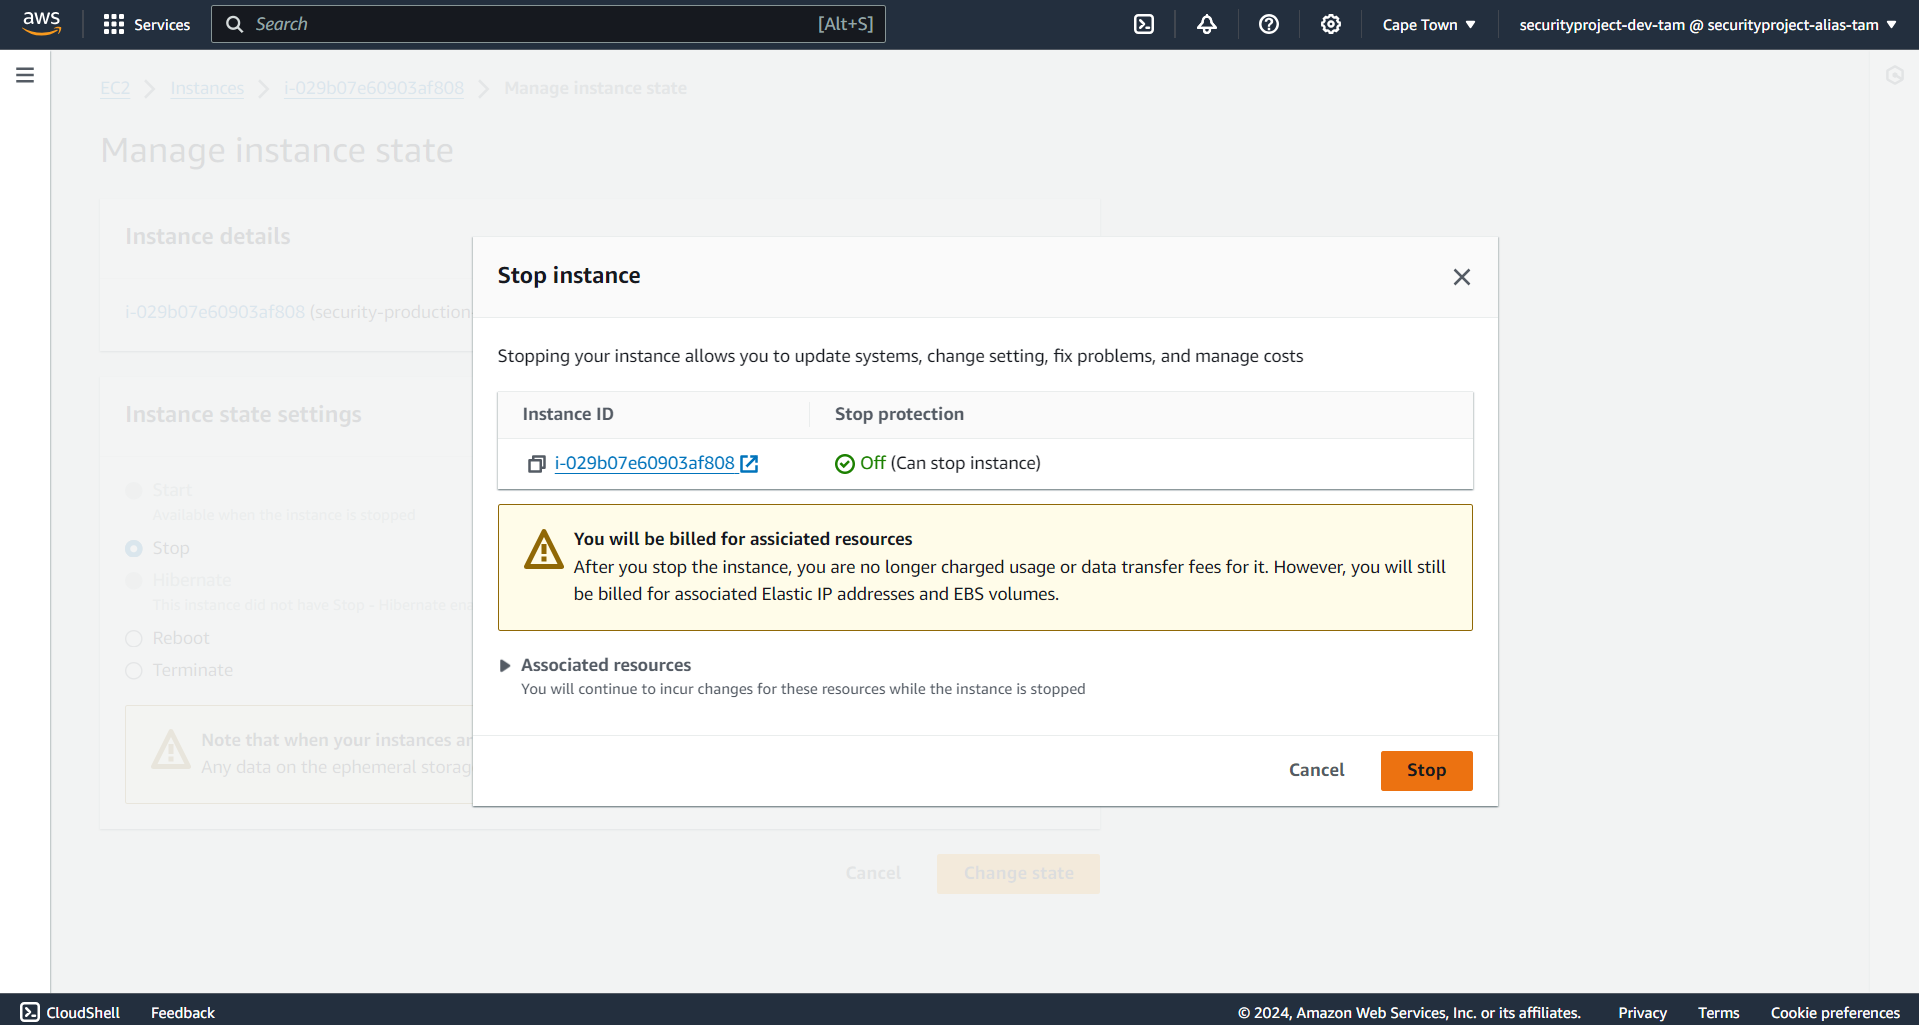 aws
Services
Search
[Alt+S]
Cape Town
securityproject-dev-tam @ securityproject-alias-tam
EC2
Instances
i-029b07e60903af808
Manage instance state
Manage instance state
Instance details
i-029b07e60903af808 (security-production
Instance state settings
Start
Available when the instance is stopped
Stop
Hibernate
This instance did not have Stop - Hibernate ena
Reboot
Terminate
Note that when your instances ar
Any data on the ephemeral storag
Cancel
Change state
Stop instance
Stopping your instance allows you to update systems, change setting, fix problems, and manage costs
Instance ID
Stop protection
i-029b07e60903af808
Off (Can stop instance)
You will be billed for assiciated resources
After you stop the instance, you are no longer charged usage or data transfer fees for it. However, you will still
be billed for associated Elastic IP addresses and EBS volumes.
Associated resources
You will continue to incur changes for these resources while the instance is stopped
Cancel
Stop
CloudShell
Feedback
© 2024, Amazon Web Services, Inc. or its affiliates.
Privacy
Terms
Cookie preferences